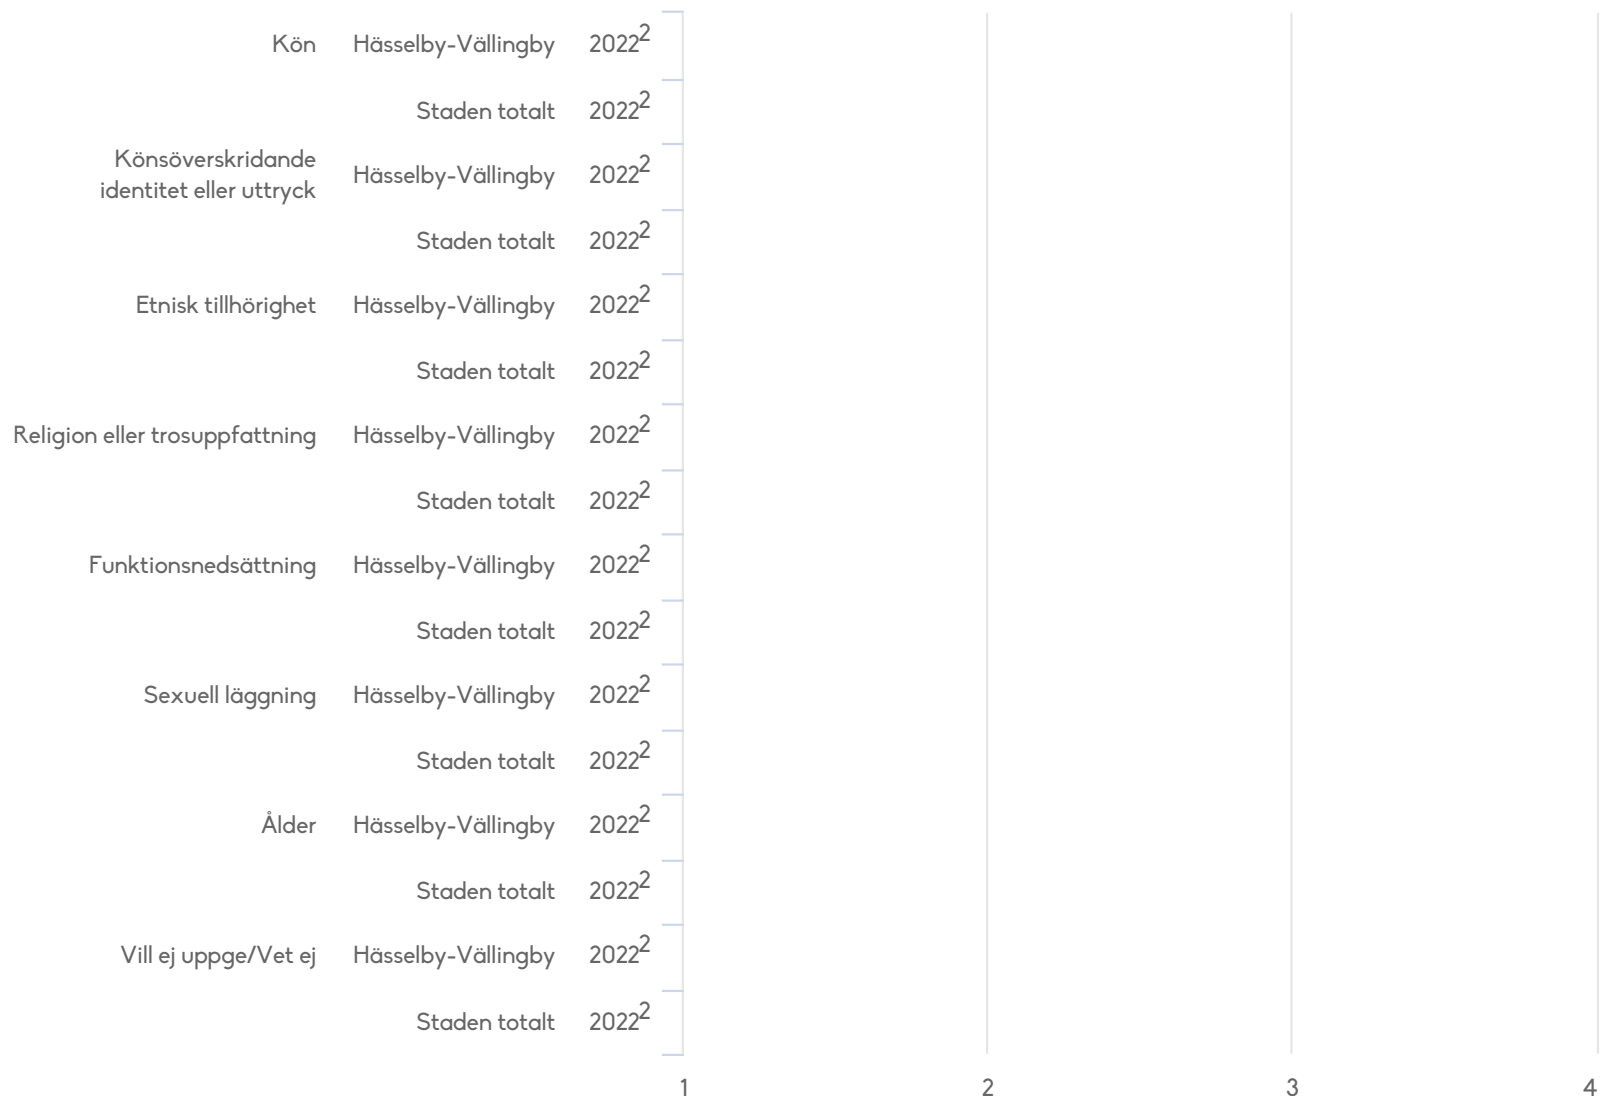 Kön Hässelby-Vällingby 2022²
Staden totalt 2022²
Könsöverskridande
identitet eller uttryck Hässelby-Vällingby 2022²
Staden totalt 2022²
Etnisk tillhörighet Hässelby-Vällingby 2022²
Staden totalt 2022²
Religion eller trosuppfattning Hässelby-Vällingby 2022²
Staden totalt 2022²
Funktionsnedsättning Hässelby-Vällingby 2022²
Staden totalt 2022²
Sexuell läggning Hässelby-Vällingby 2022²
Staden totalt 2022²
Ålder Hässelby-Vällingby 2022²
Staden totalt 2022²
Vill ej uppge/Vet ej Hässelby-Vällingby 2022²
Staden totalt 2022²
1 2 3 4